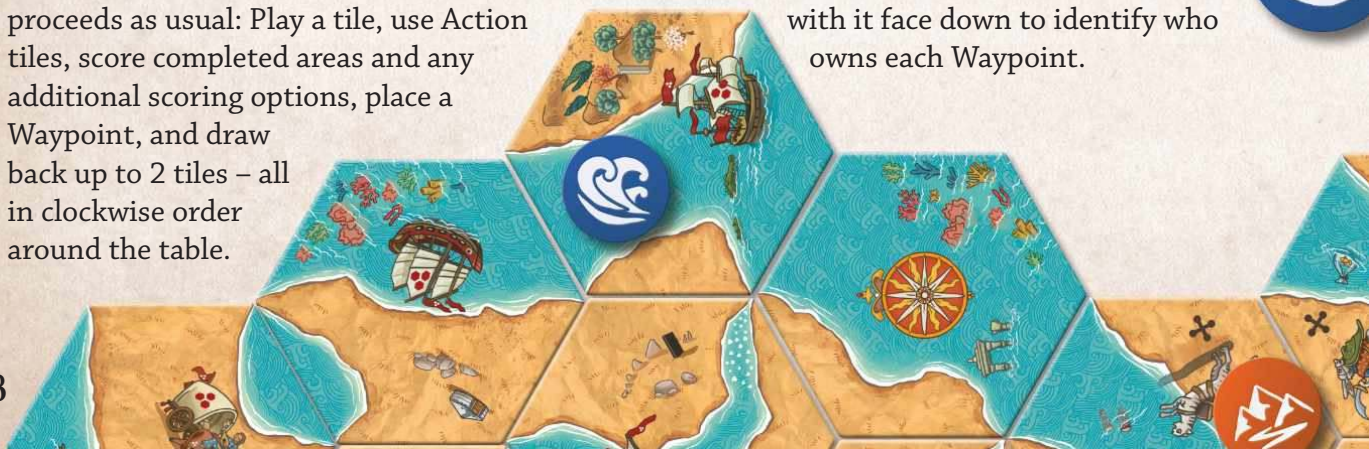 proceeds as usual: Play a tile, use Action
tiles, score completed areas and any
additional scoring options, place a
Waypoint, and draw
back up to 2 tiles – all
in clockwise order
around the table.
with it face down to identify who
owns each Waypoint.